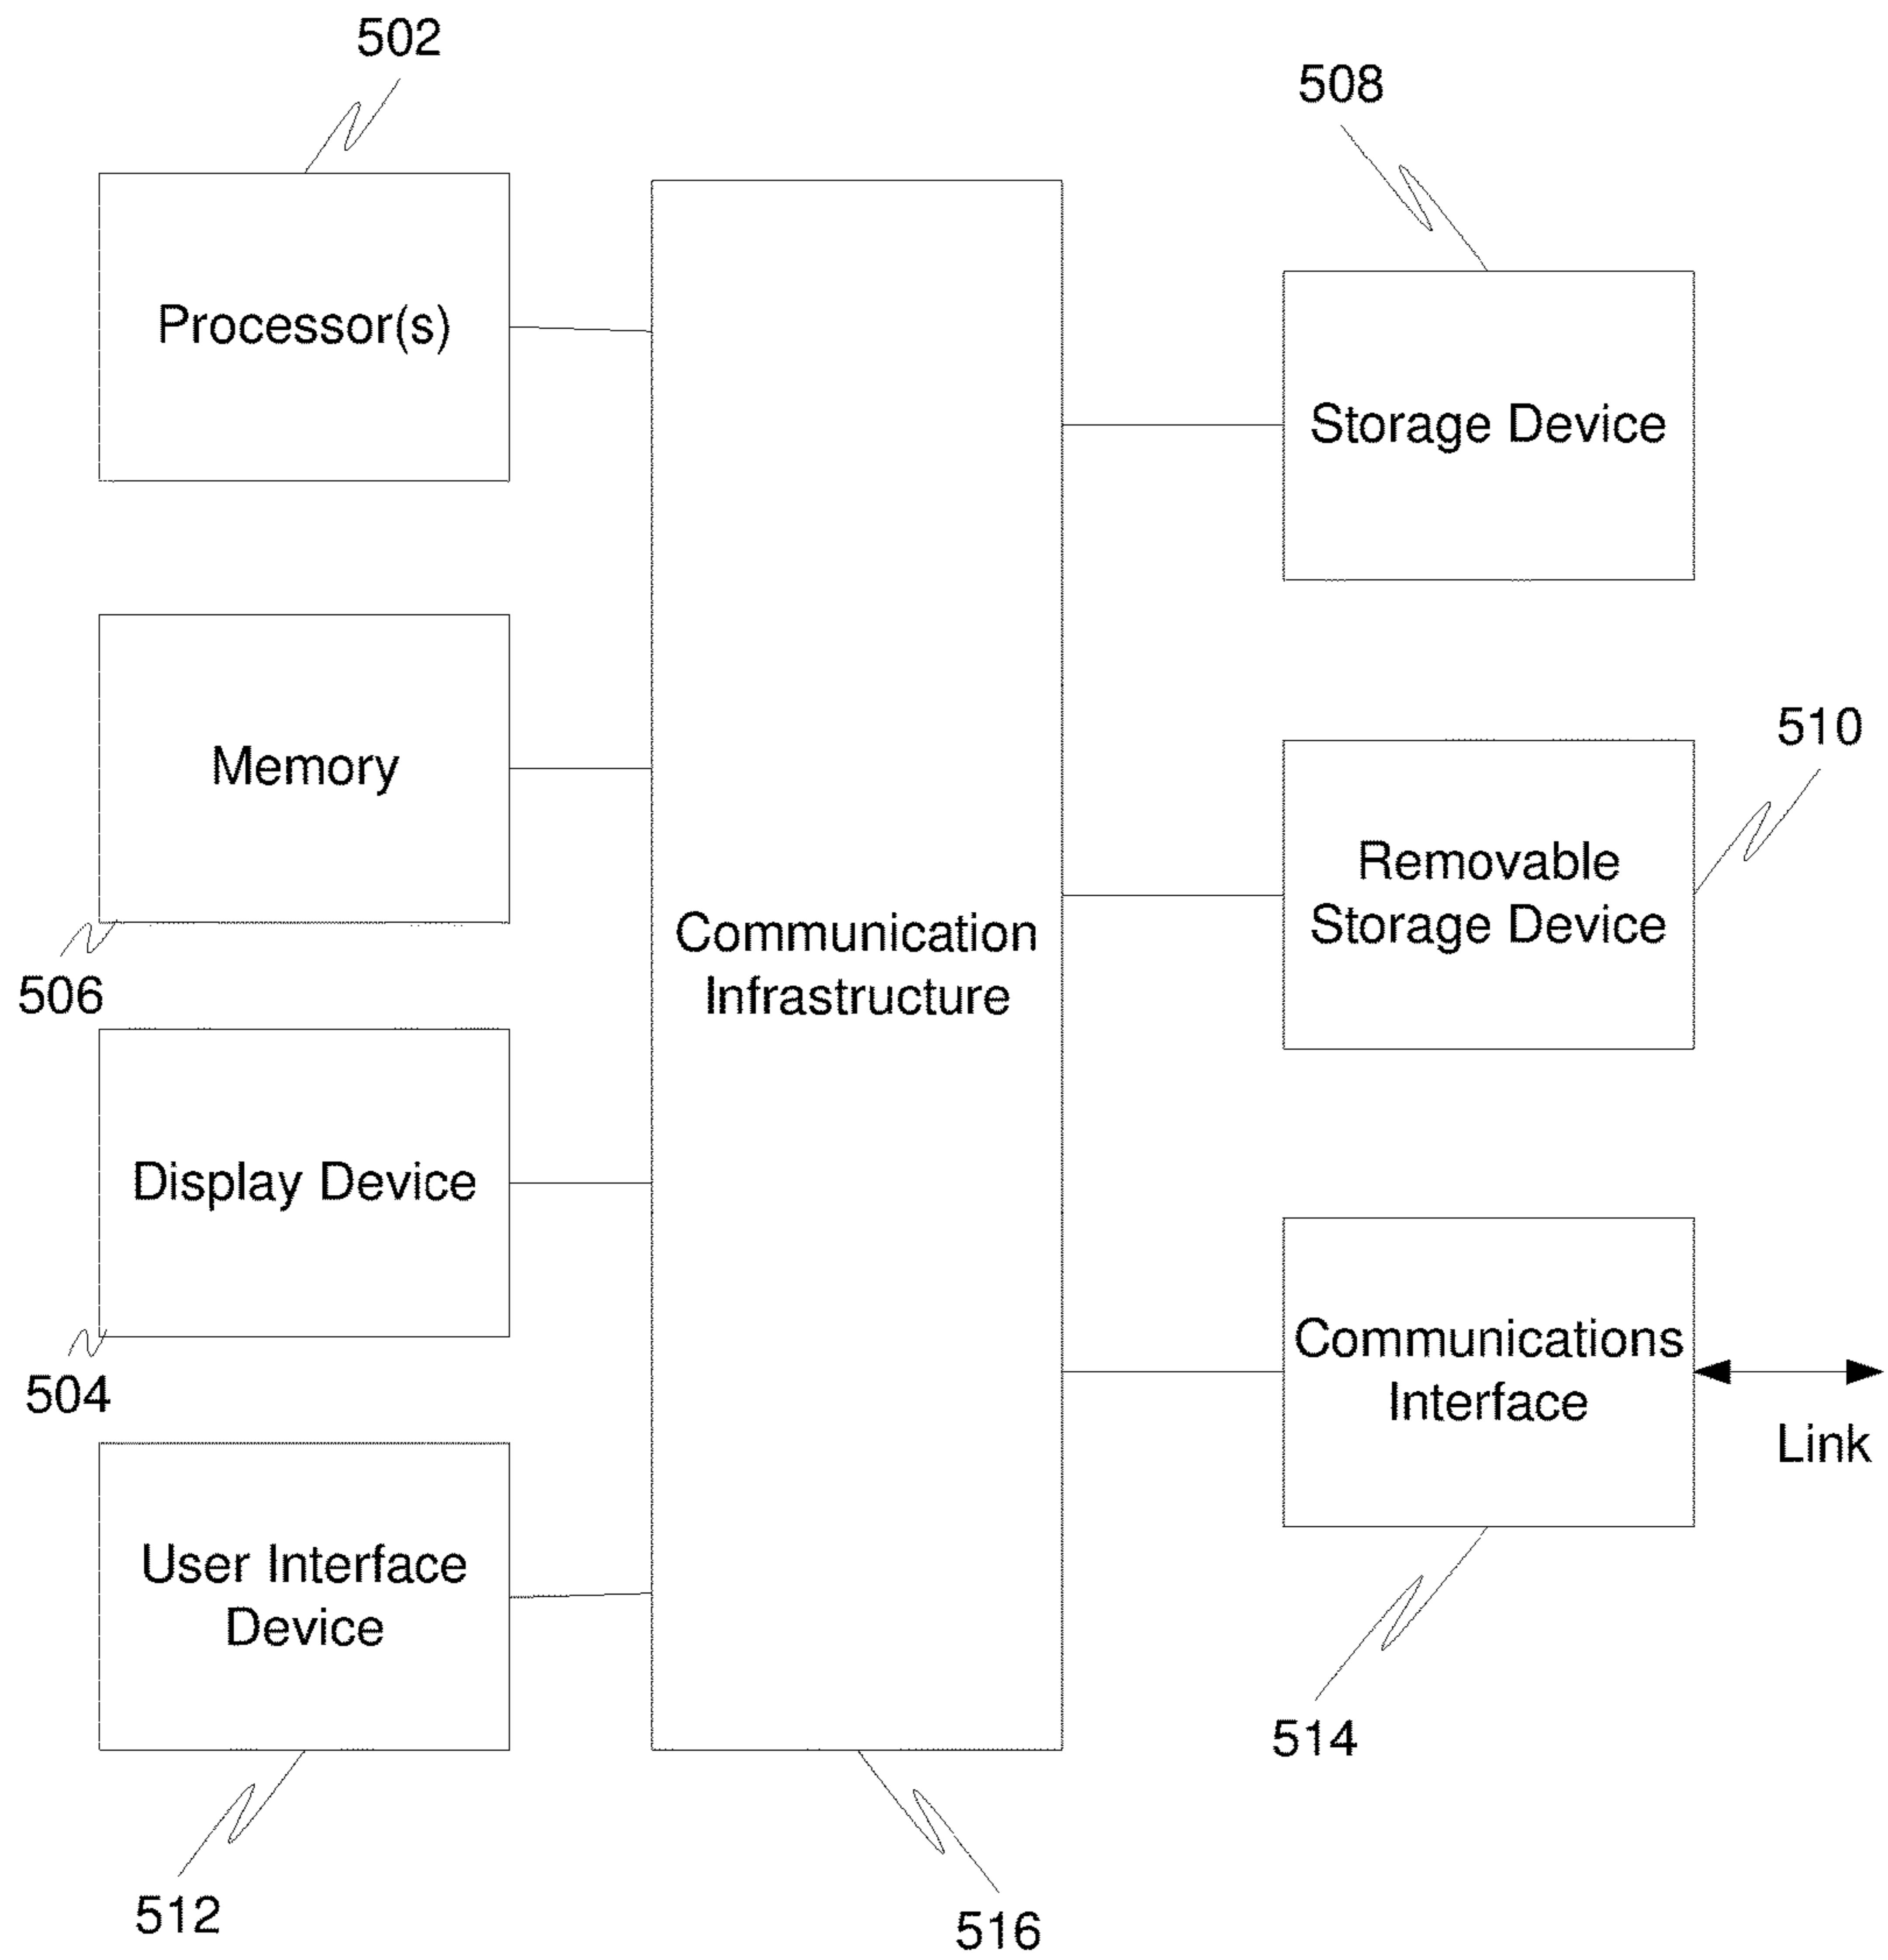 502
508
Processor(s)
Storage Device
510
Memory
Removable
Storage Device
Communication
Infrastructure
506
Display Device
Communications
Interface
Link
504
User Interface
Device
514
512
516